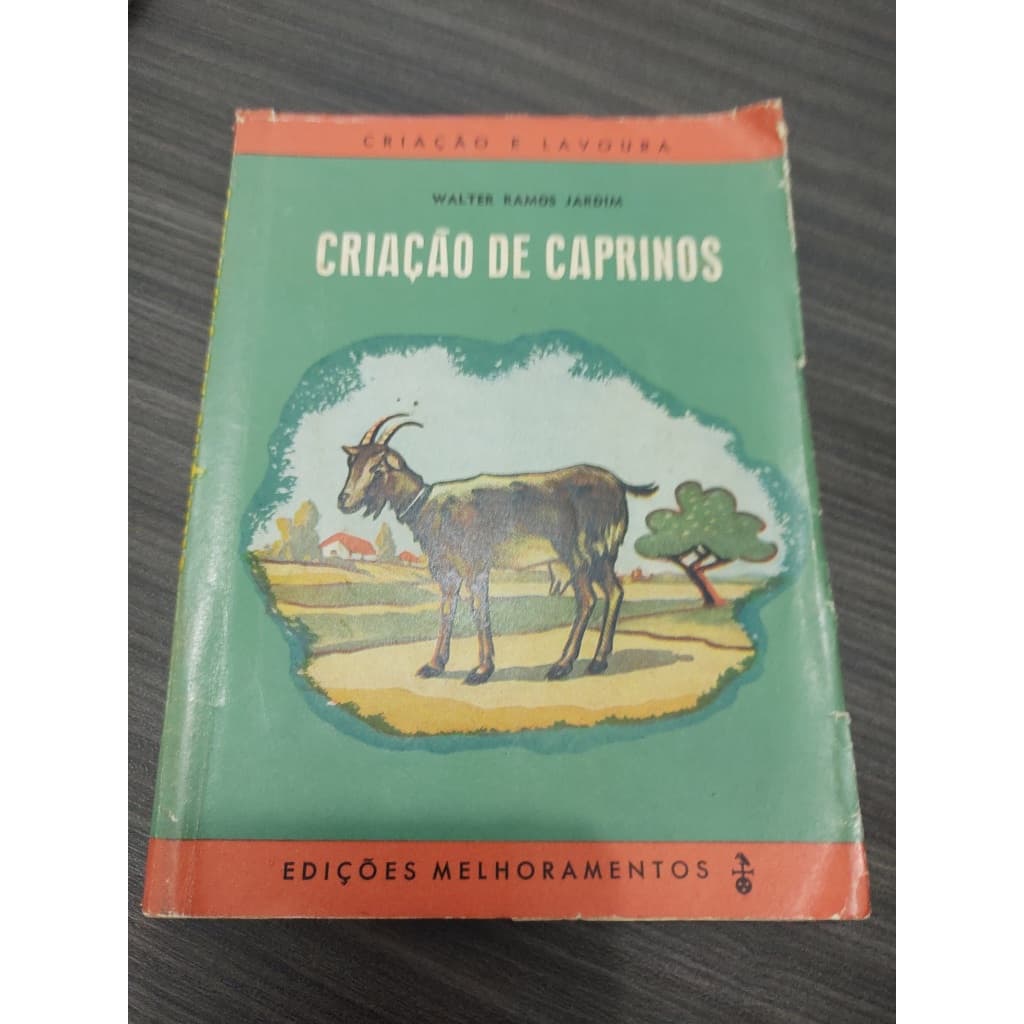 CRIAÇÃO E LAVOURA
WALTER RAMOS JARDIM
CRIAÇÃO DE CAPRINOS
EDIÇÕES MELHORAMENTOS